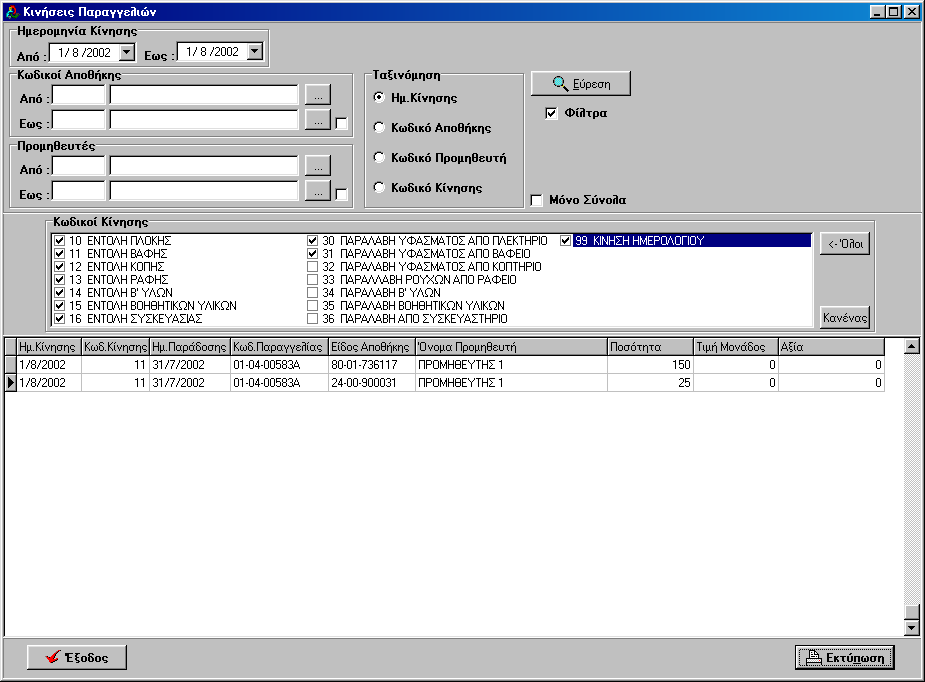 Κινήσεις Παραγγελιών
Ημερομηνία Κίνησης
Από : 1/ 8 /2002 Εως : 1/ 8 /2002
Κωδικοί Αποθήκης
Από : ...
Εως : ...
Προμηθευτές
Από : ...
Εως : ...
Ταξινόμηση
Ημ.Κίνησης
Κωδικό Αποθήκης
Κωδικό Προμηθευτή
Κωδικό Κίνησης
Εύρεση
Φίλτρα
Μόνο Σύνολα
Κωδικοί Κίνησης
10 ΕΝΤΟΛΗ ΠΛΟΚΗΣ
11 ΕΝΤΟΛΗ ΒΑΦΗΣ
12 ΕΝΤΟΛΗ ΚΟΠΗΣ
13 ΕΝΤΟΛΗ ΡΑΦΗΣ
14 ΕΝΤΟΛΗ Β' ΥΛΩΝ
15 ΕΝΤΟΛΗ ΒΟΗΘΗΤΙΚΩΝ ΥΛΙΚΩΝ
16 ΕΝΤΟΛΗ ΣΥΣΚΕΥΑΣΙΑΣ
30 ΠΑΡΑΛΑΒΗ ΥΦΑΣΜΑΤΟΣ ΑΠΟ ΠΛΕΚΤΗΡΙΟ
31 ΠΑΡΑΛΑΒΗ ΥΦΑΣΜΑΤΟΣ ΑΠΟ ΒΑΦΕΙΟ
32 ΠΑΡΑΛΑΒΗ ΥΦΑΣΜΑΤΟΣ ΑΠΟ ΚΟΠΤΗΡΙΟ
33 ΠΑΡΑΛΛΑΒΗ ΡΟΥΧΩΝ ΑΠΟ ΡΑΦΕΙΟ
34 ΠΑΡΑΛΑΒΗ Β' ΥΛΩΝ
35 ΠΑΡΑΛΑΒΗ ΒΟΗΘΗΤΙΚΩΝ ΥΛΙΚΩΝ
36 ΠΑΡΑΛΑΒΗ ΑΠΟ ΣΥΣΚΕΥΑΣΤΗΡΙΟ
99 ΚΙΝΗΣΗ ΗΜΕΡΟΛΟΓΙΟΥ
<- Όλοι
Κανένας
Ημ.Κίνησης Κωδ.Κίνησης Ημ.Παράδοσης Κωδ.Παραγγελίας Είδος Αποθήκης Όνομα Προμηθευτή Ποσότητα Τιμή Μονάδος Αξία
1/8/2002 11 31/7/2002 01-04-00583Α 80-01-736117 ΠΡΟΜΗΘΕΥΤΗΣ 1 150 0 0
1/8/2002 11 31/7/2002 01-04-00583Α 24-00-900031 ΠΡΟΜΗΘΕΥΤΗΣ 1 25 0 0
Έξοδος
Εκτύπωση